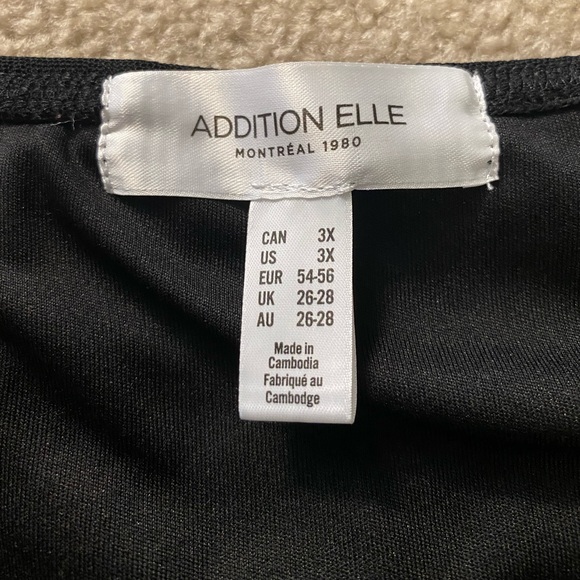 ADDITION ELLE
MONTRÉAL 1980
CAN 3X
US 3X
EUR 54-56
UK 26-28
AU 26-28
Made in
Cambodia
Fabriqué au
Cambodge